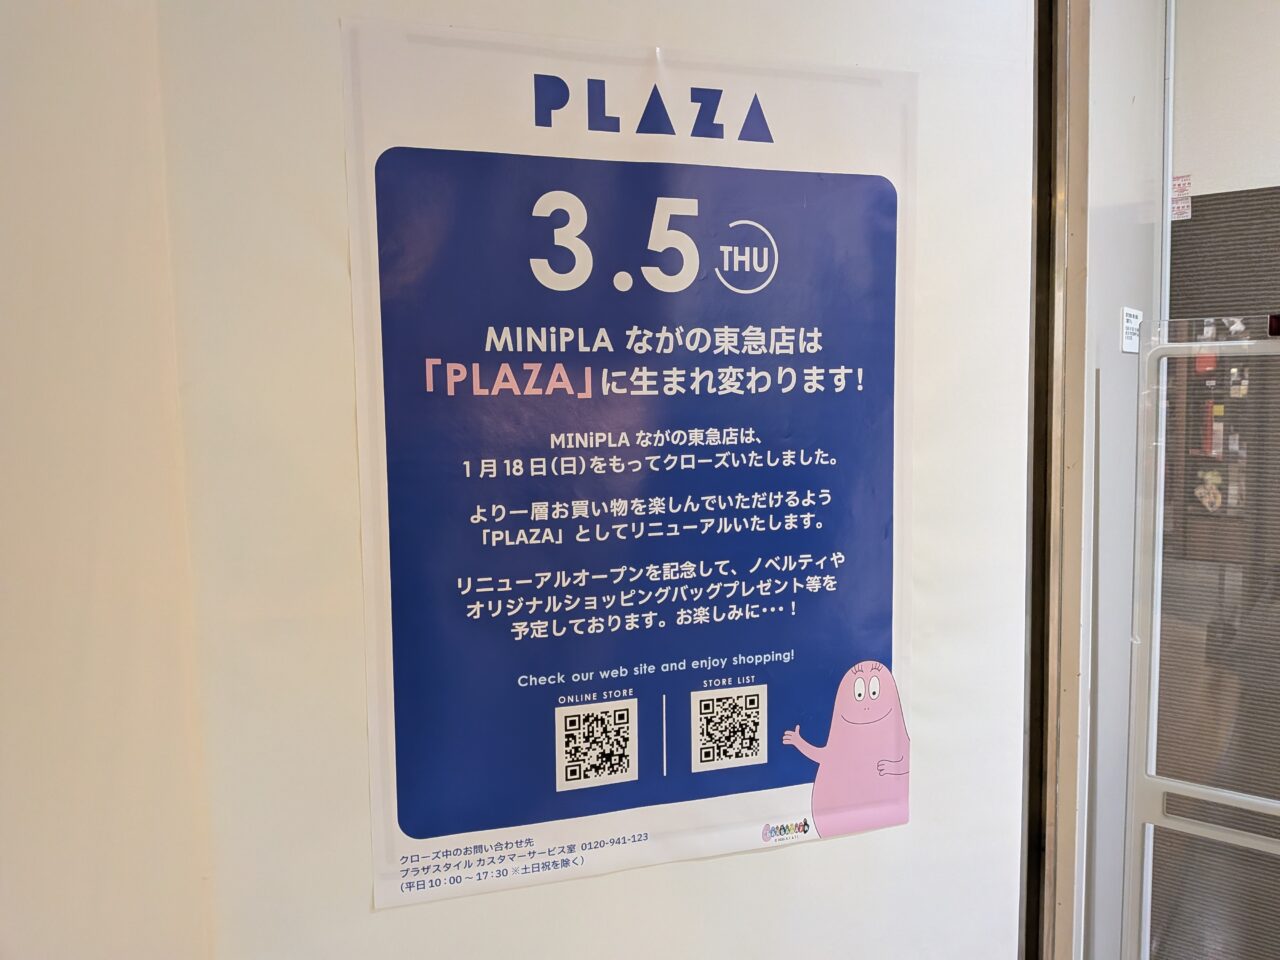 PLAZA
3.5 THU
MINiPLA ながの東急店は
「PLAZA」に生まれ変わります!
MINiPLA ながの東急店は、
1月18日(日)をもってクローズいたしました。
より一層お買い物を楽しんでいただけるよう
「PLAZA」としてリニューアルいたします。
リニューアルオープンを記念して、ノベルティや
オリジナルショッピングバッグプレゼント等を
予定しております。お楽しみに・・・!
Check our web site and enjoy shopping!
ONLINE STORE
STORE LIST
クローズ中のお問い合わせ先
プラザスタイル カスタマーサービス室 0120-941-123
(平日10:00～17:30 ※土日祝を除く)